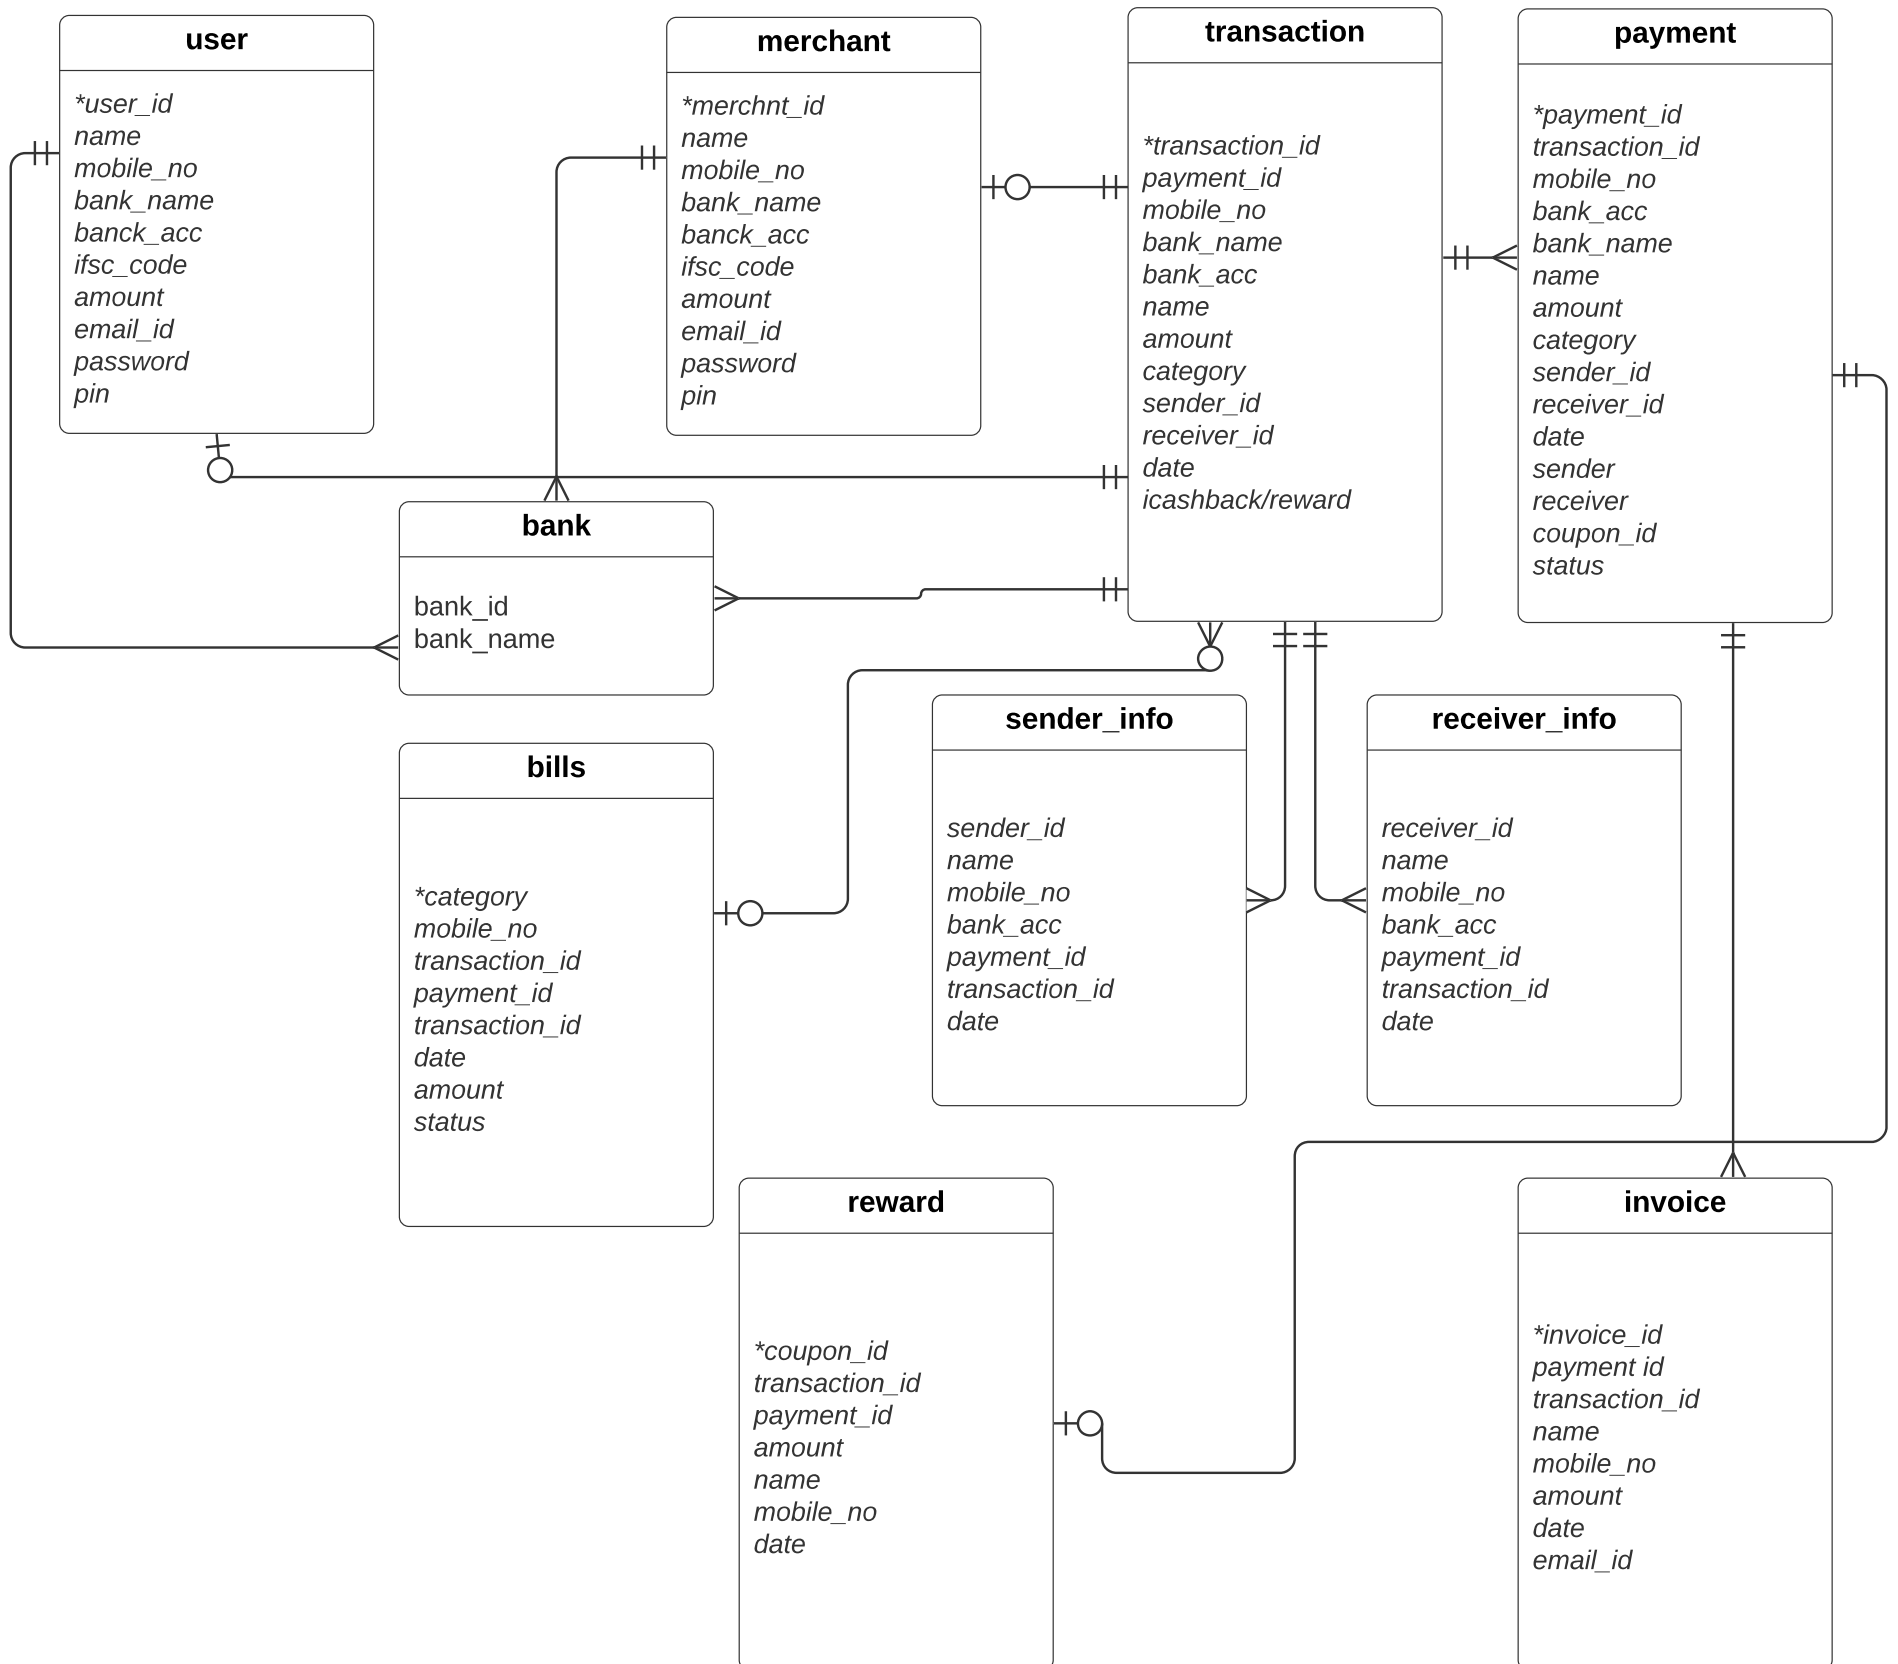 user
*user_id
name
mobile_no
bank_name
banck_acc
ifsc_code
amount
email_id
password
pin
merchant
*merchnt_id
name
mobile_no
bank_name
banck_acc
ifsc_code
amount
email_id
password
pin
transaction
*transaction_id
payment_id
mobile_no
bank_name
bank_acc
name
amount
category
sender_id
receiver_id
date
icashback/reward
payment
*payment_id
transaction_id
mobile_no
bank_acc
bank_name
name
amount
category
sender_id
receiver_id
date
sender
receiver
coupon_id
status
bank
bank_id
bank_name
bills
*category
mobile_no
transaction_id
payment_id
transaction_id
date
amount
status
sender_info
sender_id
name
mobile_no
bank_acc
payment_id
transaction_id
date
receiver_info
receiver_id
name
mobile_no
bank_acc
payment_id
transaction_id
date
reward
*coupon_id
transaction_id
payment_id
amount
name
mobile_no
date
invoice
*invoice_id
payment id
transaction_id
name
mobile_no
amount
date
email_id